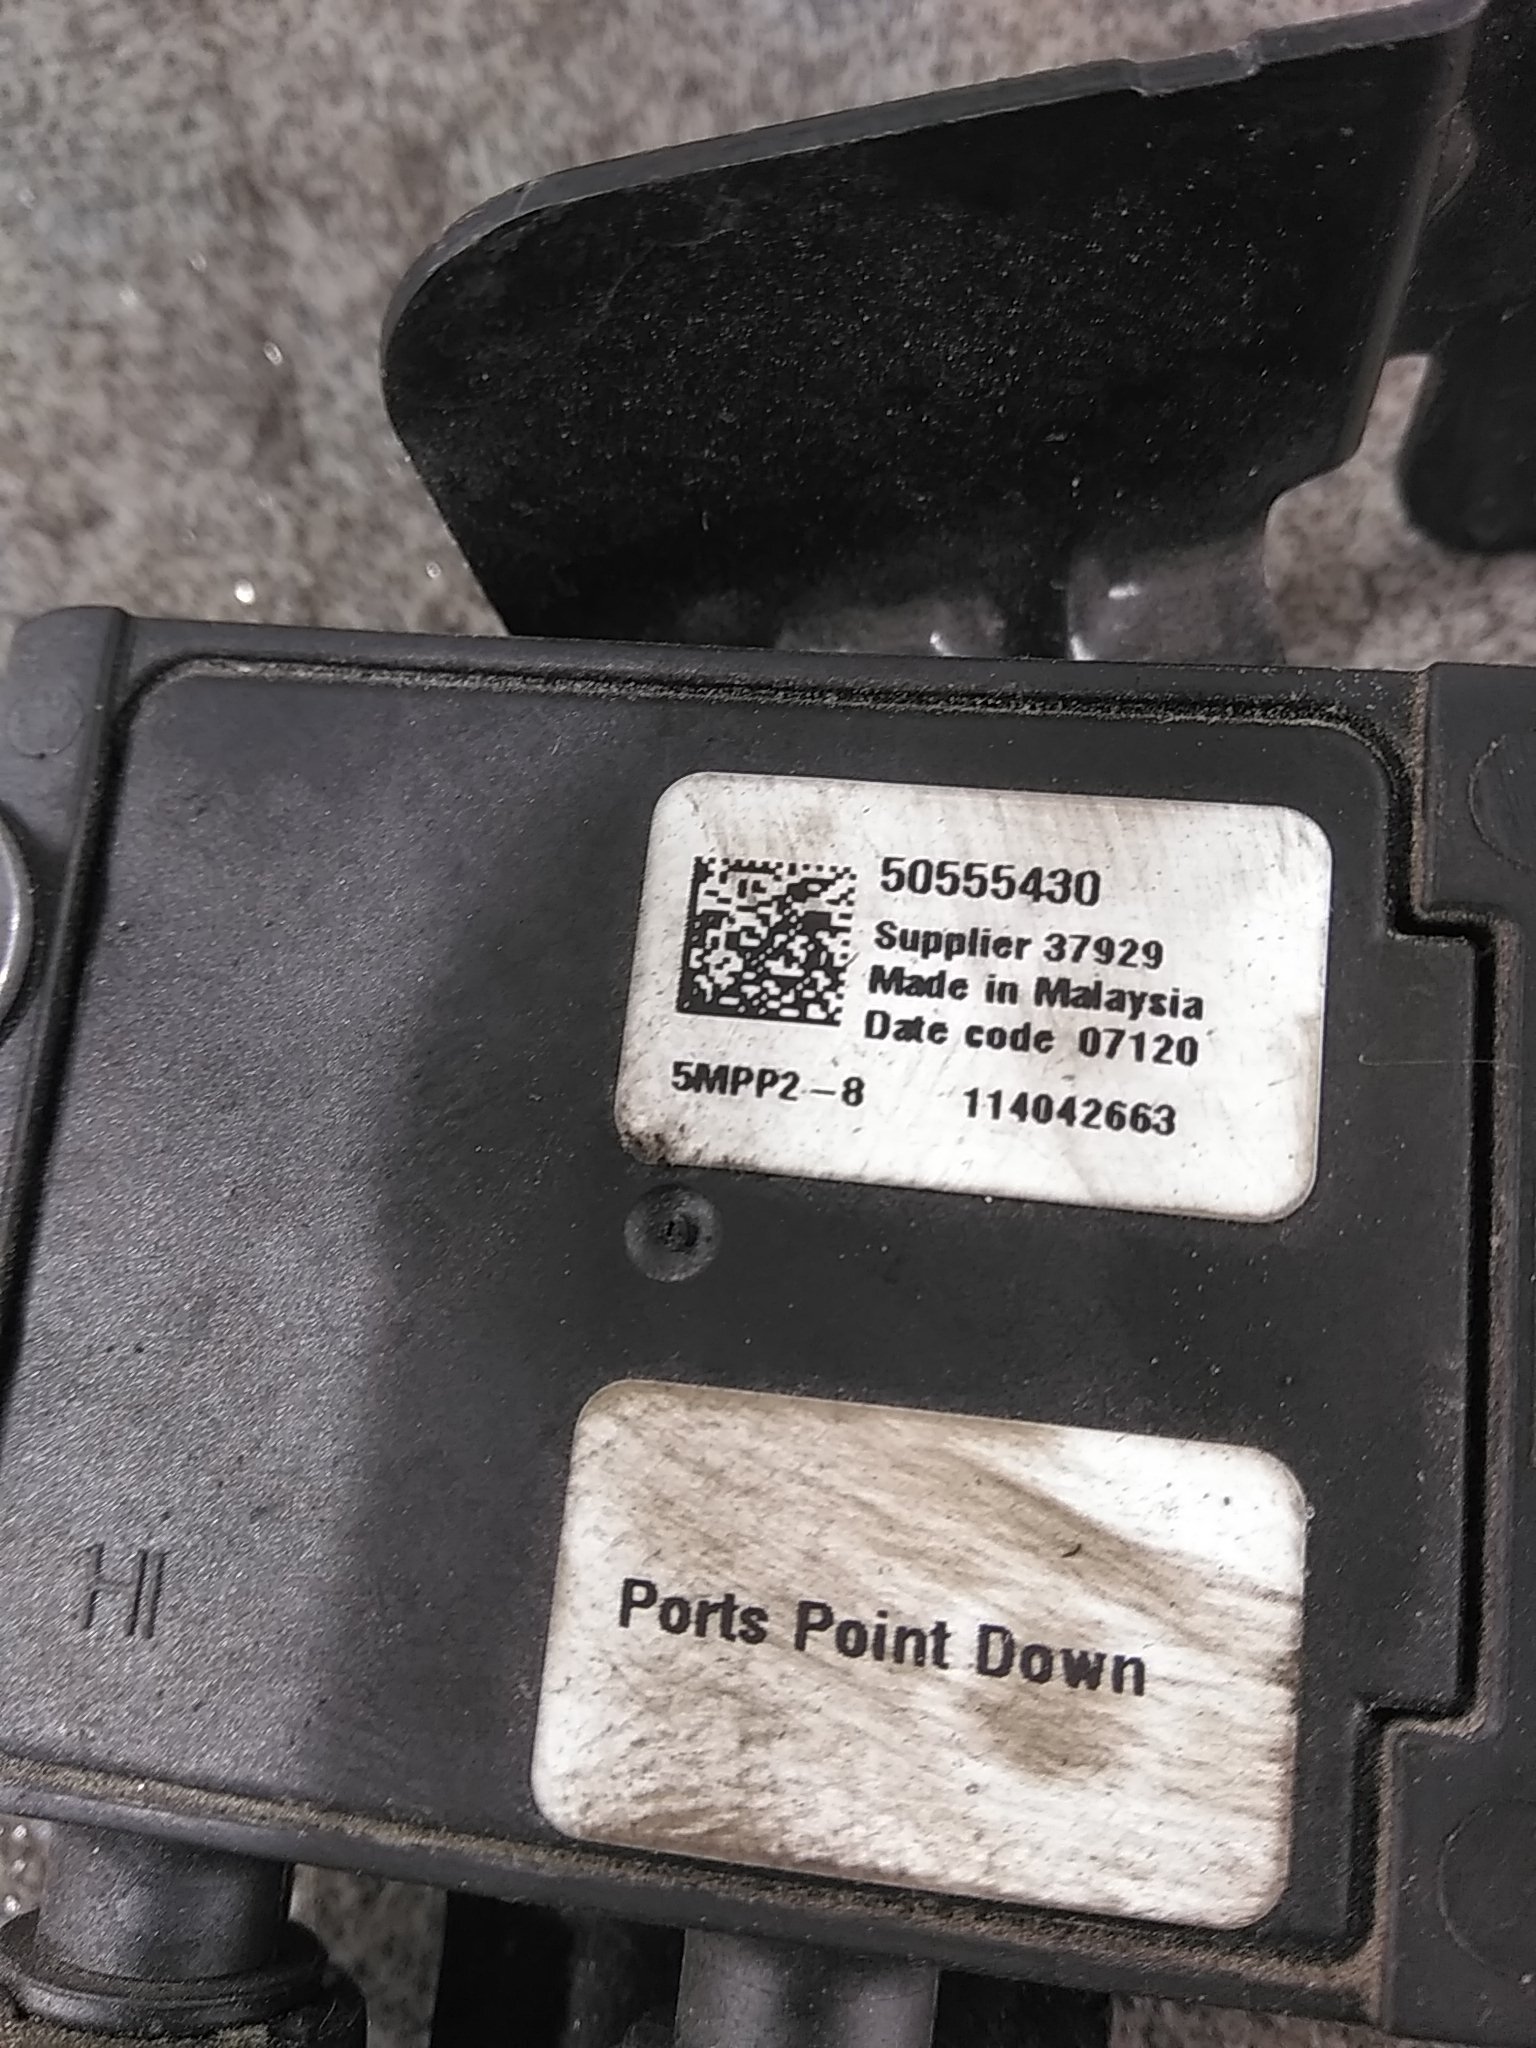 50555430
Supplier 37929
Made in Malaysia
Date code 07120
5MPP2-8 114042663
Ports Point Down
HI